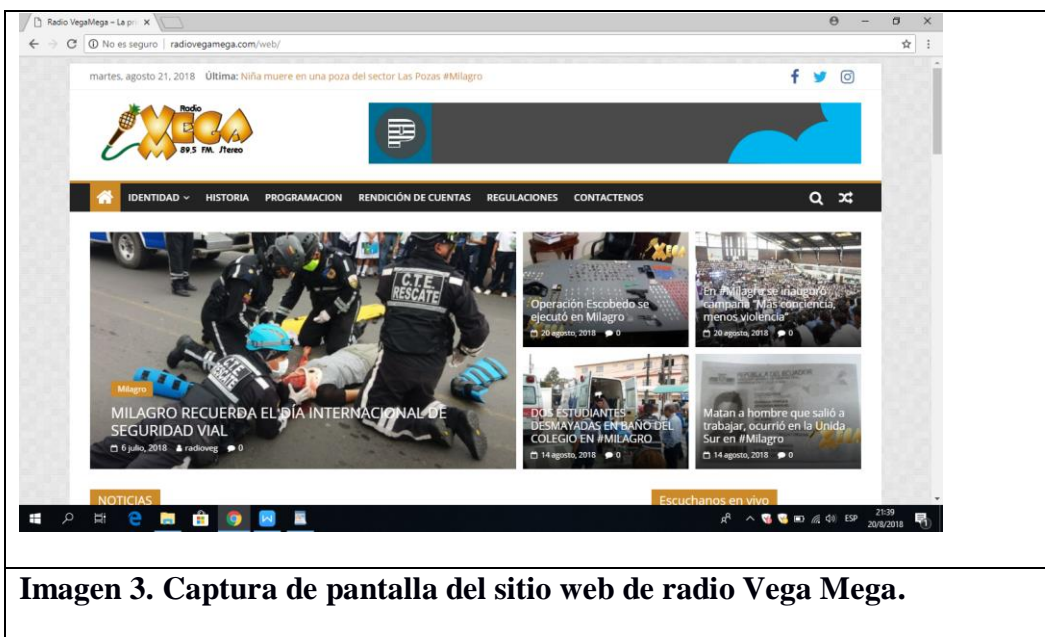 Radio VegaMega – La pri
No es seguro | radiovegamega.com/web/
martes, agosto 21, 2018 Última: Niña muere en una poza del sector Las Pozas #Milagro
Radio
MEGA
89.5 FM. Stereo
IDENTIDAD HISTORIA PROGRAMACION RENDICIÓN DE CUENTAS REGULACIONES CONTACTENOS
C.T.E.
RESCATE
Milagro
MILAGRO RECUERDA EL DÍA INTERNACIONAL DE
SEGURIDAD VIAL
6 julio, 2018 radioveg 0
Operación Escobedo se
ejecutó en Milagro
20 agosto, 2018 0
En #Milagro se inauguró
campaña “Más conciencia,
menos violencia”
20 agosto, 2018 0
DOS ESTUDIANTES
DESMAYADAS EN BAÑO DEL
COLEGIO EN #MILAGRO
14 agosto, 2018 0
REPUBLICA DEL ECUADOR
Matan a hombre que salió a
trabajar, ocurrió en la Unida
Sur en #Milagro
14 agosto, 2018 0
NOTICIAS
Escuchanos en vivo
ESP
21:39
20/8/2018
Imagen 3. Captura de pantalla del sitio web de radio Vega Mega.